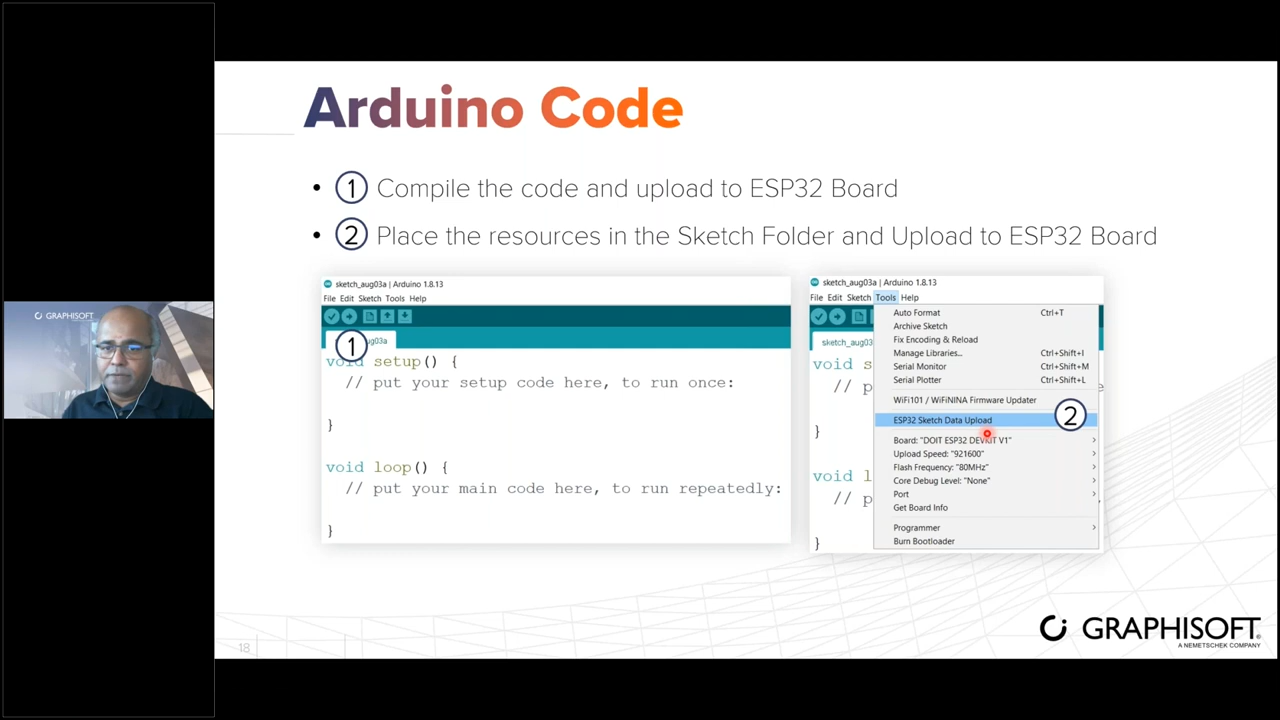 Arduino Code
• 1 Compile the code and upload to ESP32 Board
• 2 Place the resources in the Sketch Folder and Upload to ESP32 Board
sketch_aug03a | Arduino 1.8.13
File Edit Sketch Tools Help
1 ug03a
void setup() {
// put your setup code here, to run once:
}
void loop() {
// put your main code here, to run repeatedly:
}
sketch_aug03a | Arduino 1.8.13
File Edit Sketch Tools Help
sketch_aug03
void s
// p
}
void l
// p
}
Auto Format Ctrl+T
Archive Sketch
Fix Encoding & Reload
Manage Libraries... Ctrl+Shift+I
Serial Monitor Ctrl+Shift+M
Serial Plotter Ctrl+Shift+L
WiFi101 / WiFiNINA Firmware Updater
ESP32 Sketch Data Upload 2
Board: "DOIT ESP32 DEVKIT V1"
Upload Speed: "921600"
Flash Frequency: "80MHz"
Core Debug Level: "None"
Port
Get Board Info
Programmer
Burn Bootloader
GRAPHISOFT
18
GRAPHISOFT
A NEMETSCHEK COMPANY